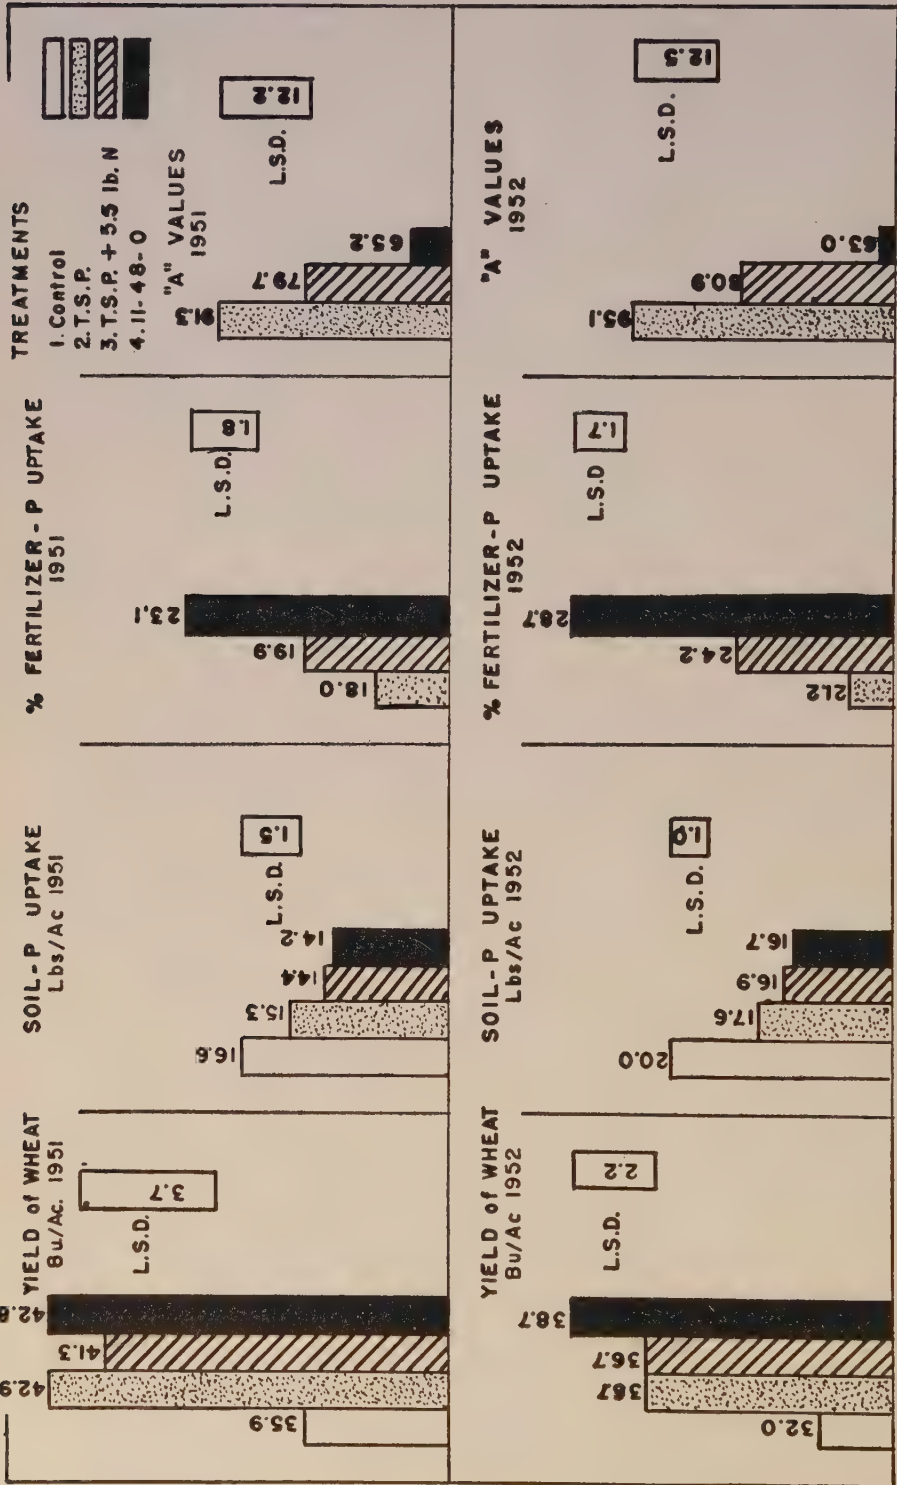 YIELD of WHEAT
Bu/Ac. 1951
35.9
42.9
41.3
42.8
L.S.D.
3.7
SOIL-P UPTAKE
Lbs/Ac 1951
16.6
15.3
14.4
14.2
L.S.D.
1.5
% FERTILIZER-P UPTAKE
1951
18.0
19.9
23.1
L.S.D.
1.8
TREATMENTS
1. Control
2. T.S.P.
3. T.S.P. + 5.5 lb. N
4. 11-48-0
"A" VALUES
1951
91.3
79.7
65.2
L.S.D.
12.2
YIELD of WHEAT
Bu/Ac 1952
32.0
36.7
36.7
38.7
L.S.D.
2.2
SOIL-P UPTAKE
Lbs/Ac 1952
20.0
17.6
16.9
16.7
L.S.D.
1.0
% FERTILIZER-P UPTAKE
1952
21.2
24.2
28.7
L.S.D
1.7
"A" VALUES
1952
95.1
80.9
63.0
L.S.D.
12.5